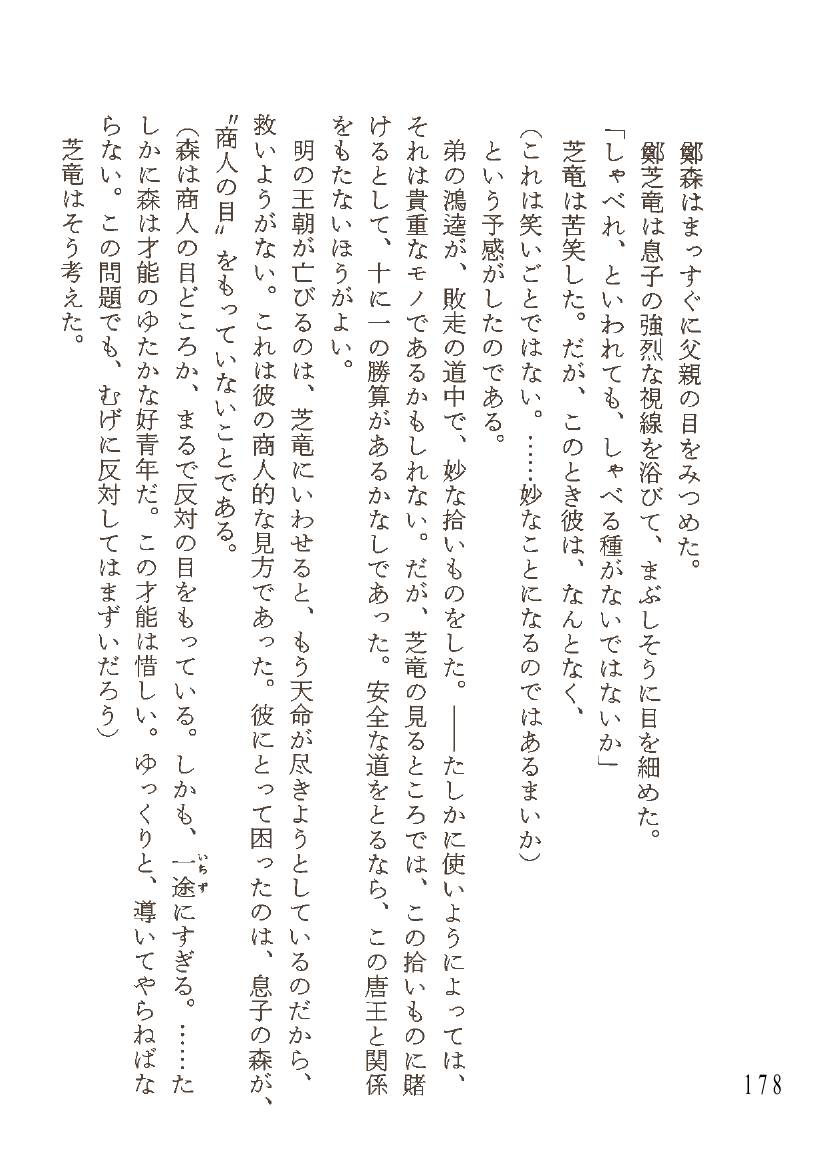 鄭森はまっすぐに父親の目をみつめた。
鄭芝竜は息子の強烈な視線を浴びて、まぶしそうに目を細めた。
「しゃべれ、といわれても、しゃべる種がないではないか」
芝竜は苦笑した。だが、このとき彼は、なんとなく、
（これは笑いごとではない。……妙なことになるのではあるまいか）
という予感がしたのである。
弟の鴻逵が、敗走の道中で、妙な拾いものをした。――たしかに使いようによっては、
それは貴重なモノであるかもしれない。だが、芝竜の見るところでは、この拾いものに賭
けるとして、十に一の勝算があるかなしであった。安全な道をとるなら、この唐王と関係
をもたないほうがよい。
明の王朝が亡びるのは、芝竜にいわせると、もう天命が尽きようとしているのだから、
救いようがない。これは彼の商人的な見方であった。彼にとって困ったのは、息子の森が、
〝商人の目〟をもっていないことである。
（森は商人の目どころか、まるで反対の目をもっている。しかも、一途にすぎる。……た
いちず
しかに森は才能のゆたかな好青年だ。この才能は惜しい。ゆっくりと、導いてやらねばな
らない。この問題でも、むげに反対してはまずいだろう）
芝竜はそう考えた。
178